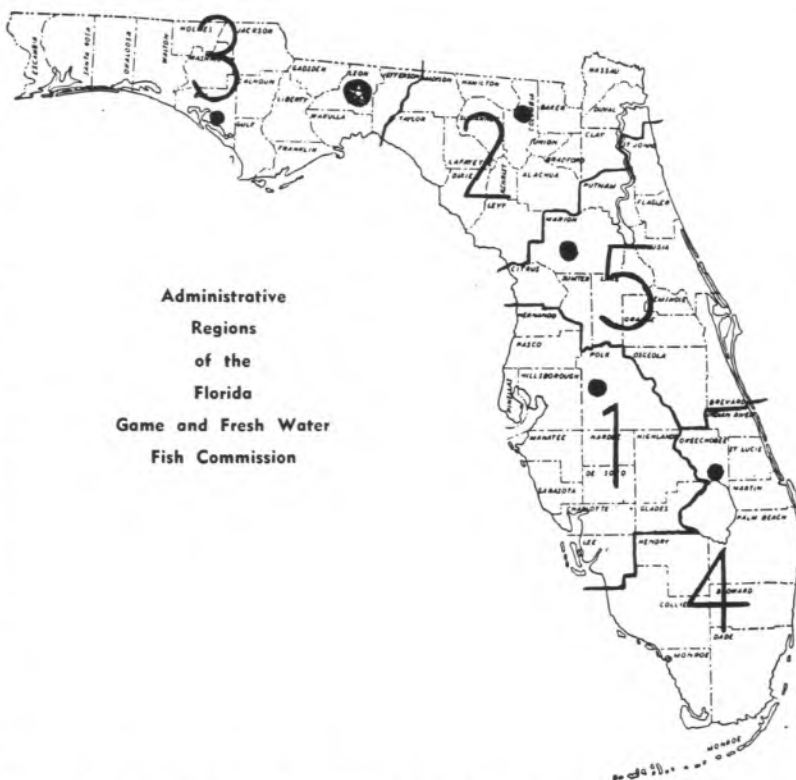 3
HOLMES
JACKSON
ESCAMBIA
SANTA ROSA
OKALOOSA
WALTON
CALHOUN
GADSDEN
LEON
JEFFERSON
HAMILTON
LIBERTY
WAKULLA
GULF
FRANKLIN
TAYLOR
BAKER
NASSAU
DUVAL
2
UNION
CLAY
ST JOHNS
LAFAYETTE
BRADFORD
DIXIE
ALACHUA
PUTNAM
FLAGLER
LEVY
MARION
5
CITRUS
SUMTER
LAKE
Administrative
Regions
of the
Florida
Game and Fresh Water
Fish Commission
HERNANDO
ORANGE
PASCO
POLK
OSCEOLA
HILLSBOROUGH
PINELLAS
BREVARD
INDIAN RIVER
1
MANATEE
HARDEE
OKEECHOBEE
ST LUCIE
DE SOTO
SARASOTA
MARTIN
CHARLOTTE
GLADES
PALM BEACH
LEE
HENDRY
4
BROWARD
COLLIER
DADE
MONROE
MONROE